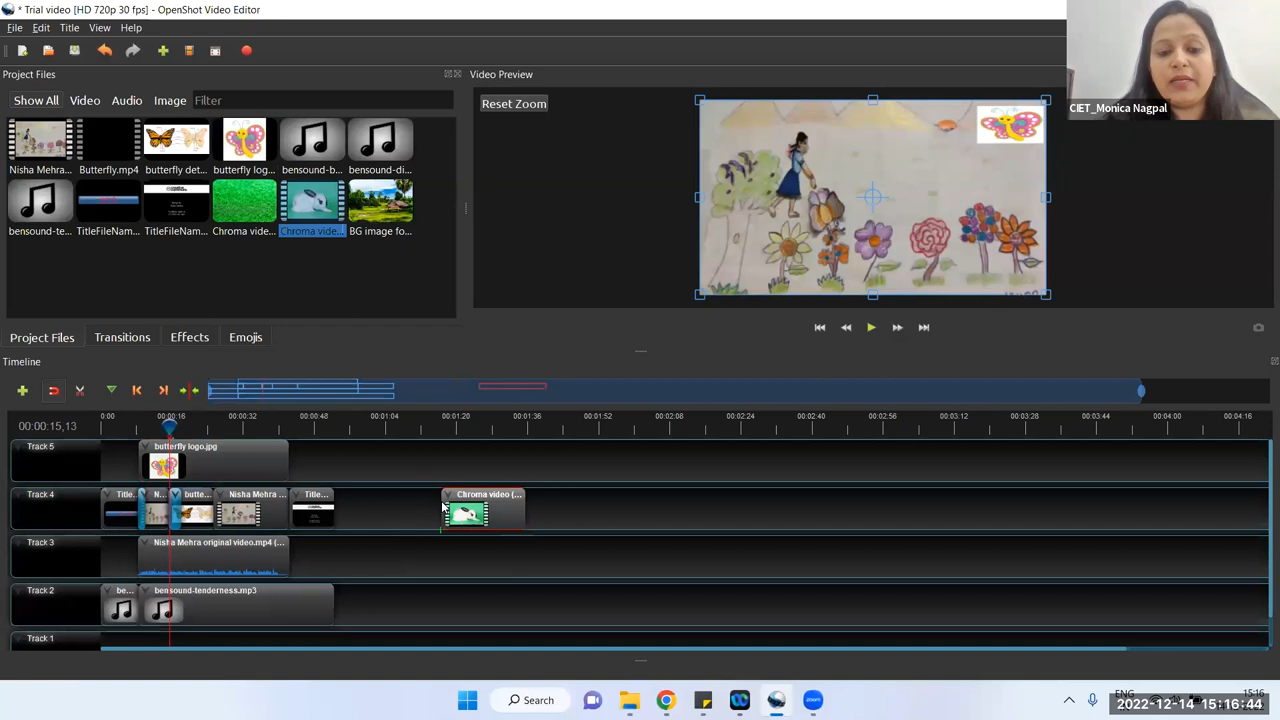 * Trial video [HD 720p 30 fps] - OpenShot Video Editor
File Edit Title View Help
CIET_Monica Nagpal
Project Files
Video Preview
Show All Video Audio Image Filter
Reset Zoom
Nisha Mehra... Butterfly.mp4 butterfly det... butterfly log... bensound-b... bensound-di...
bensound-te... TitleFileNam... TitleFileNam... Chroma vide... Chroma vide... BG image fo...
Project Files Transitions Effects Emojis
Timeline
00:00:15,13
0:00 00:00:16 00:00:32 00:00:48 00:01:04 00:01:20 00:01:36 00:01:52 00:02:08 00:02:24 00:02:40 00:02:56 00:03:12 00:03:28 00:03:44 00:04:00 00:04:16
Track 5 butterfly logo.jpg
Track 4 Title... N... butte... Nisha Mehra ... Title... Chroma video (...
Track 3 Nisha Mehra original video.mp4 (...
Track 2 be... bensound-tenderness.mp3
Track 1
Search
ENG
15:16
2022-12-14 15:16:44